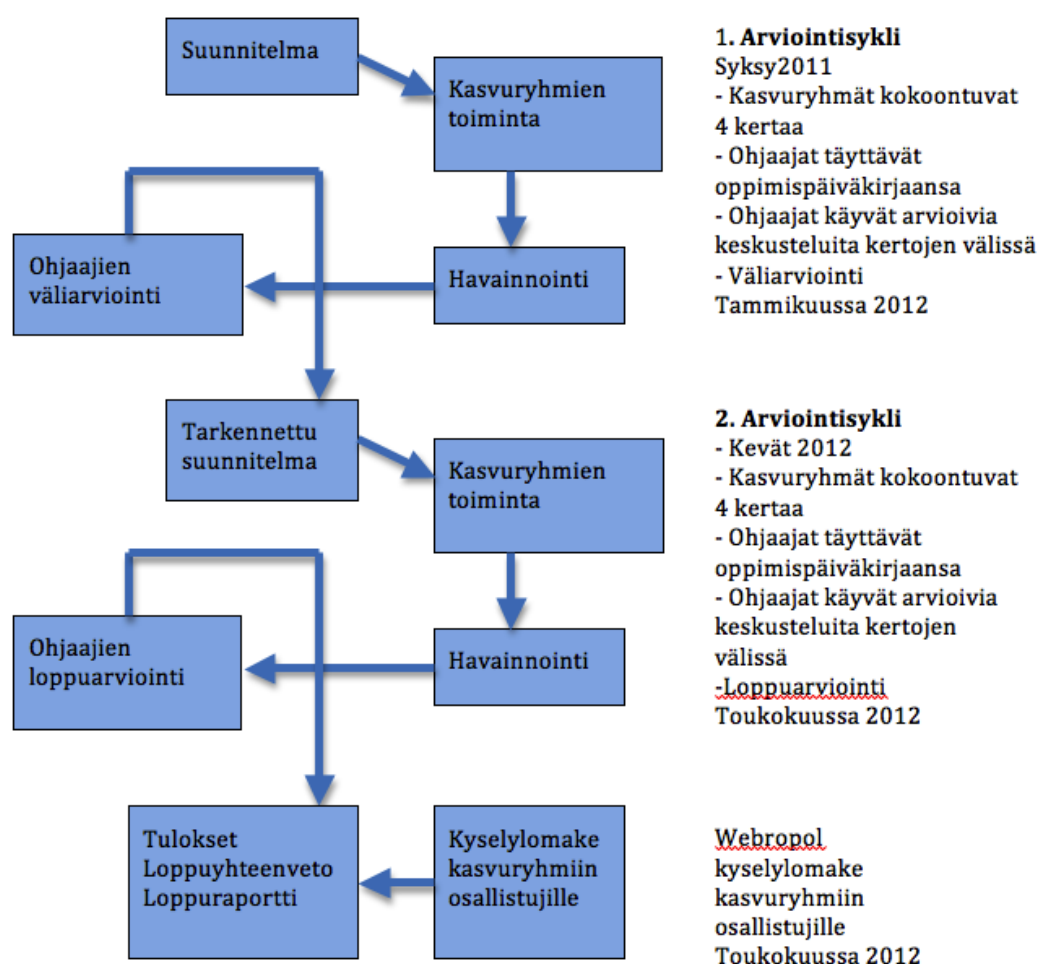 Suunnitelma
Kasvuryhmien
toiminta
Havainnointi
Ohjaajien
väliarviointi
1. Arviointisykli
Syksy2011
- Kasvuryhmät kokoontuvat
4 kertaa
- Ohjaajat täyttävät
oppimispäiväkirjaansa
- Ohjaajat käyvät arvioivia
keskusteluita kertojen välissä
- Väliarviointi
Tammikuussa 2012
Tarkennettu
suunnitelma
Kasvuryhmien
toiminta
Havainnointi
Ohjaajien
loppuarviointi
2. Arviointisykli
- Kevät 2012
- Kasvuryhmät kokoontuvat
4 kertaa
- Ohjaajat täyttävät
oppimispäiväkirjaansa
- Ohjaajat käyvät arvioivia
keskusteluita kertojen
välissä
-Loppuarviointi
Toukokuussa 2012
Tulokset
Loppuyhteenveto
Loppuraportti
Kyselylomake
kasvuryhmiin
osallistujille
Webropol
kyselylomake
kasvuryhmiin
osallistujille
Toukokuussa 2012